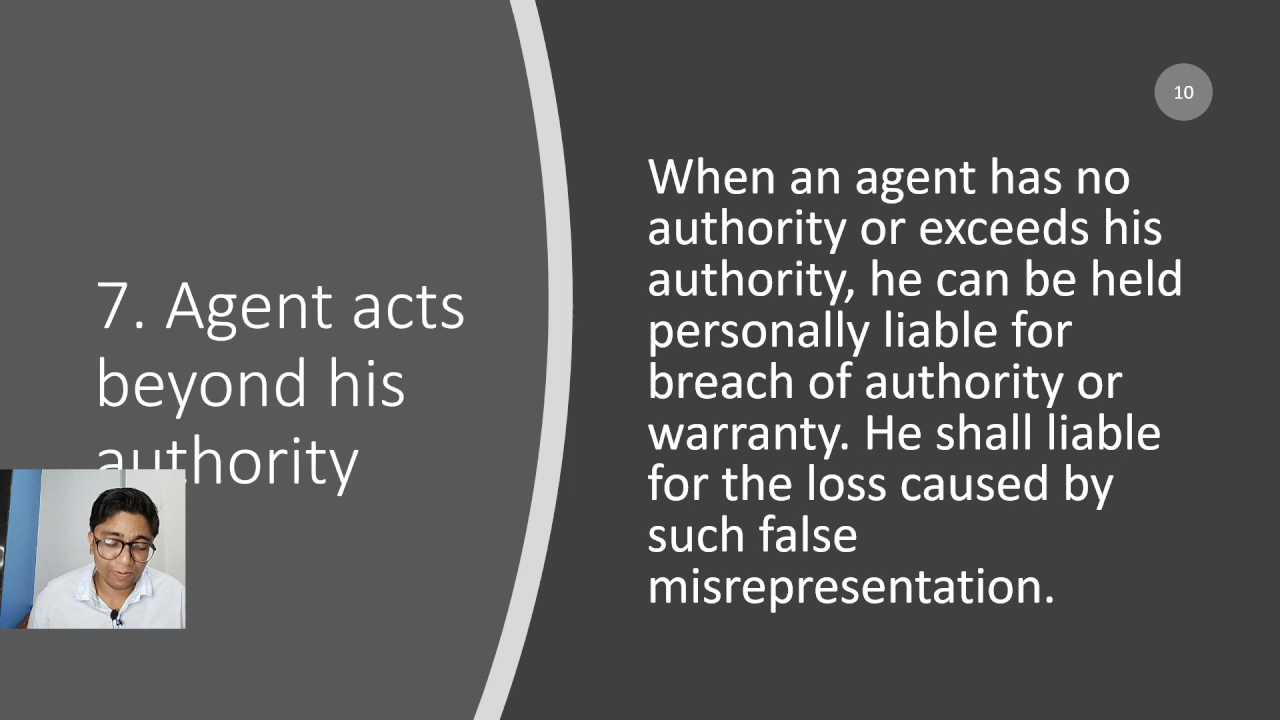 10
7. Agent acts
beyond his
authority
When an agent has no
authority or exceeds his
authority, he can be held
personally liable for
breach of authority or
warranty. He shall liable
for the loss caused by
such false
misrepresentation.